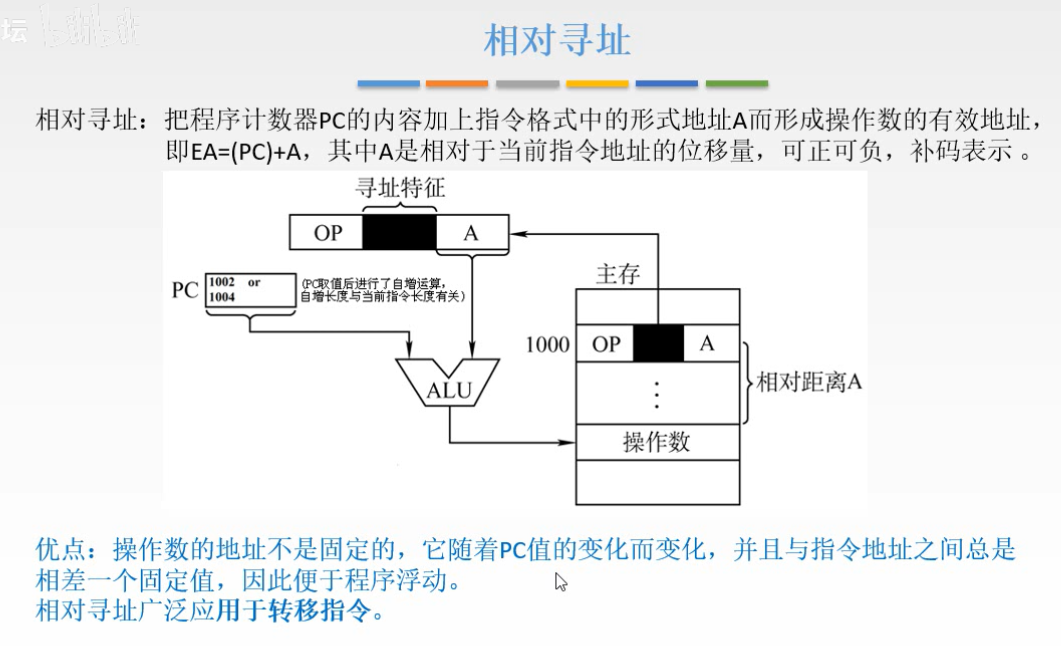 坛
相对寻址
相对寻址：把程序计数器PC的内容加上指令格式中的形式地址A而形成操作数的有效地址，
即EA=(PC)+A，其中A是相对于当前指令地址的位移量，可正可负，补码表示 。
寻址特征
OP A
主存
PC 1002 or (PC取值后进行了自增运算，
1004 自增长度与当前指令长度有关)
1000 OP A
ALU
相对距离A
操作数
优点：操作数的地址不是固定的，它随着PC值的变化而变化，并且与指令地址之间总是
相差一个固定值，因此便于程序浮动。
相对寻址广泛应用于转移指令。